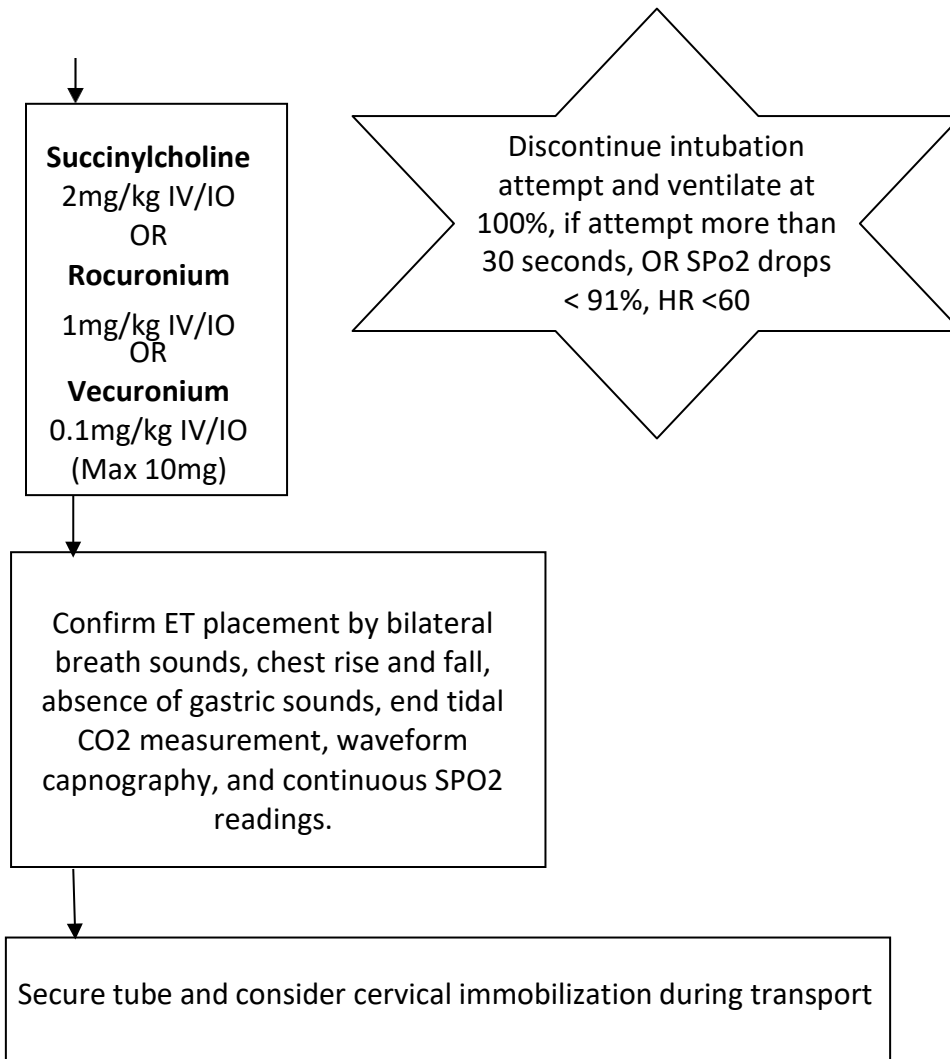 Succinylcholine
2mg/kg IV/IO
OR
Rocuronium
1mg/kg IV/IO
OR
Vecuronium
0.1mg/kg IV/IO
(Max 10mg)
Discontinue intubation
attempt and ventilate at
100%, if attempt more than
30 seconds, OR SPo2 drops
< 91%, HR <60
Confirm ET placement by bilateral
breath sounds, chest rise and fall,
absence of gastric sounds, end tidal
CO2 measurement, waveform
capnography, and continuous SPO2
readings.
Secure tube and consider cervical immobilization during transport